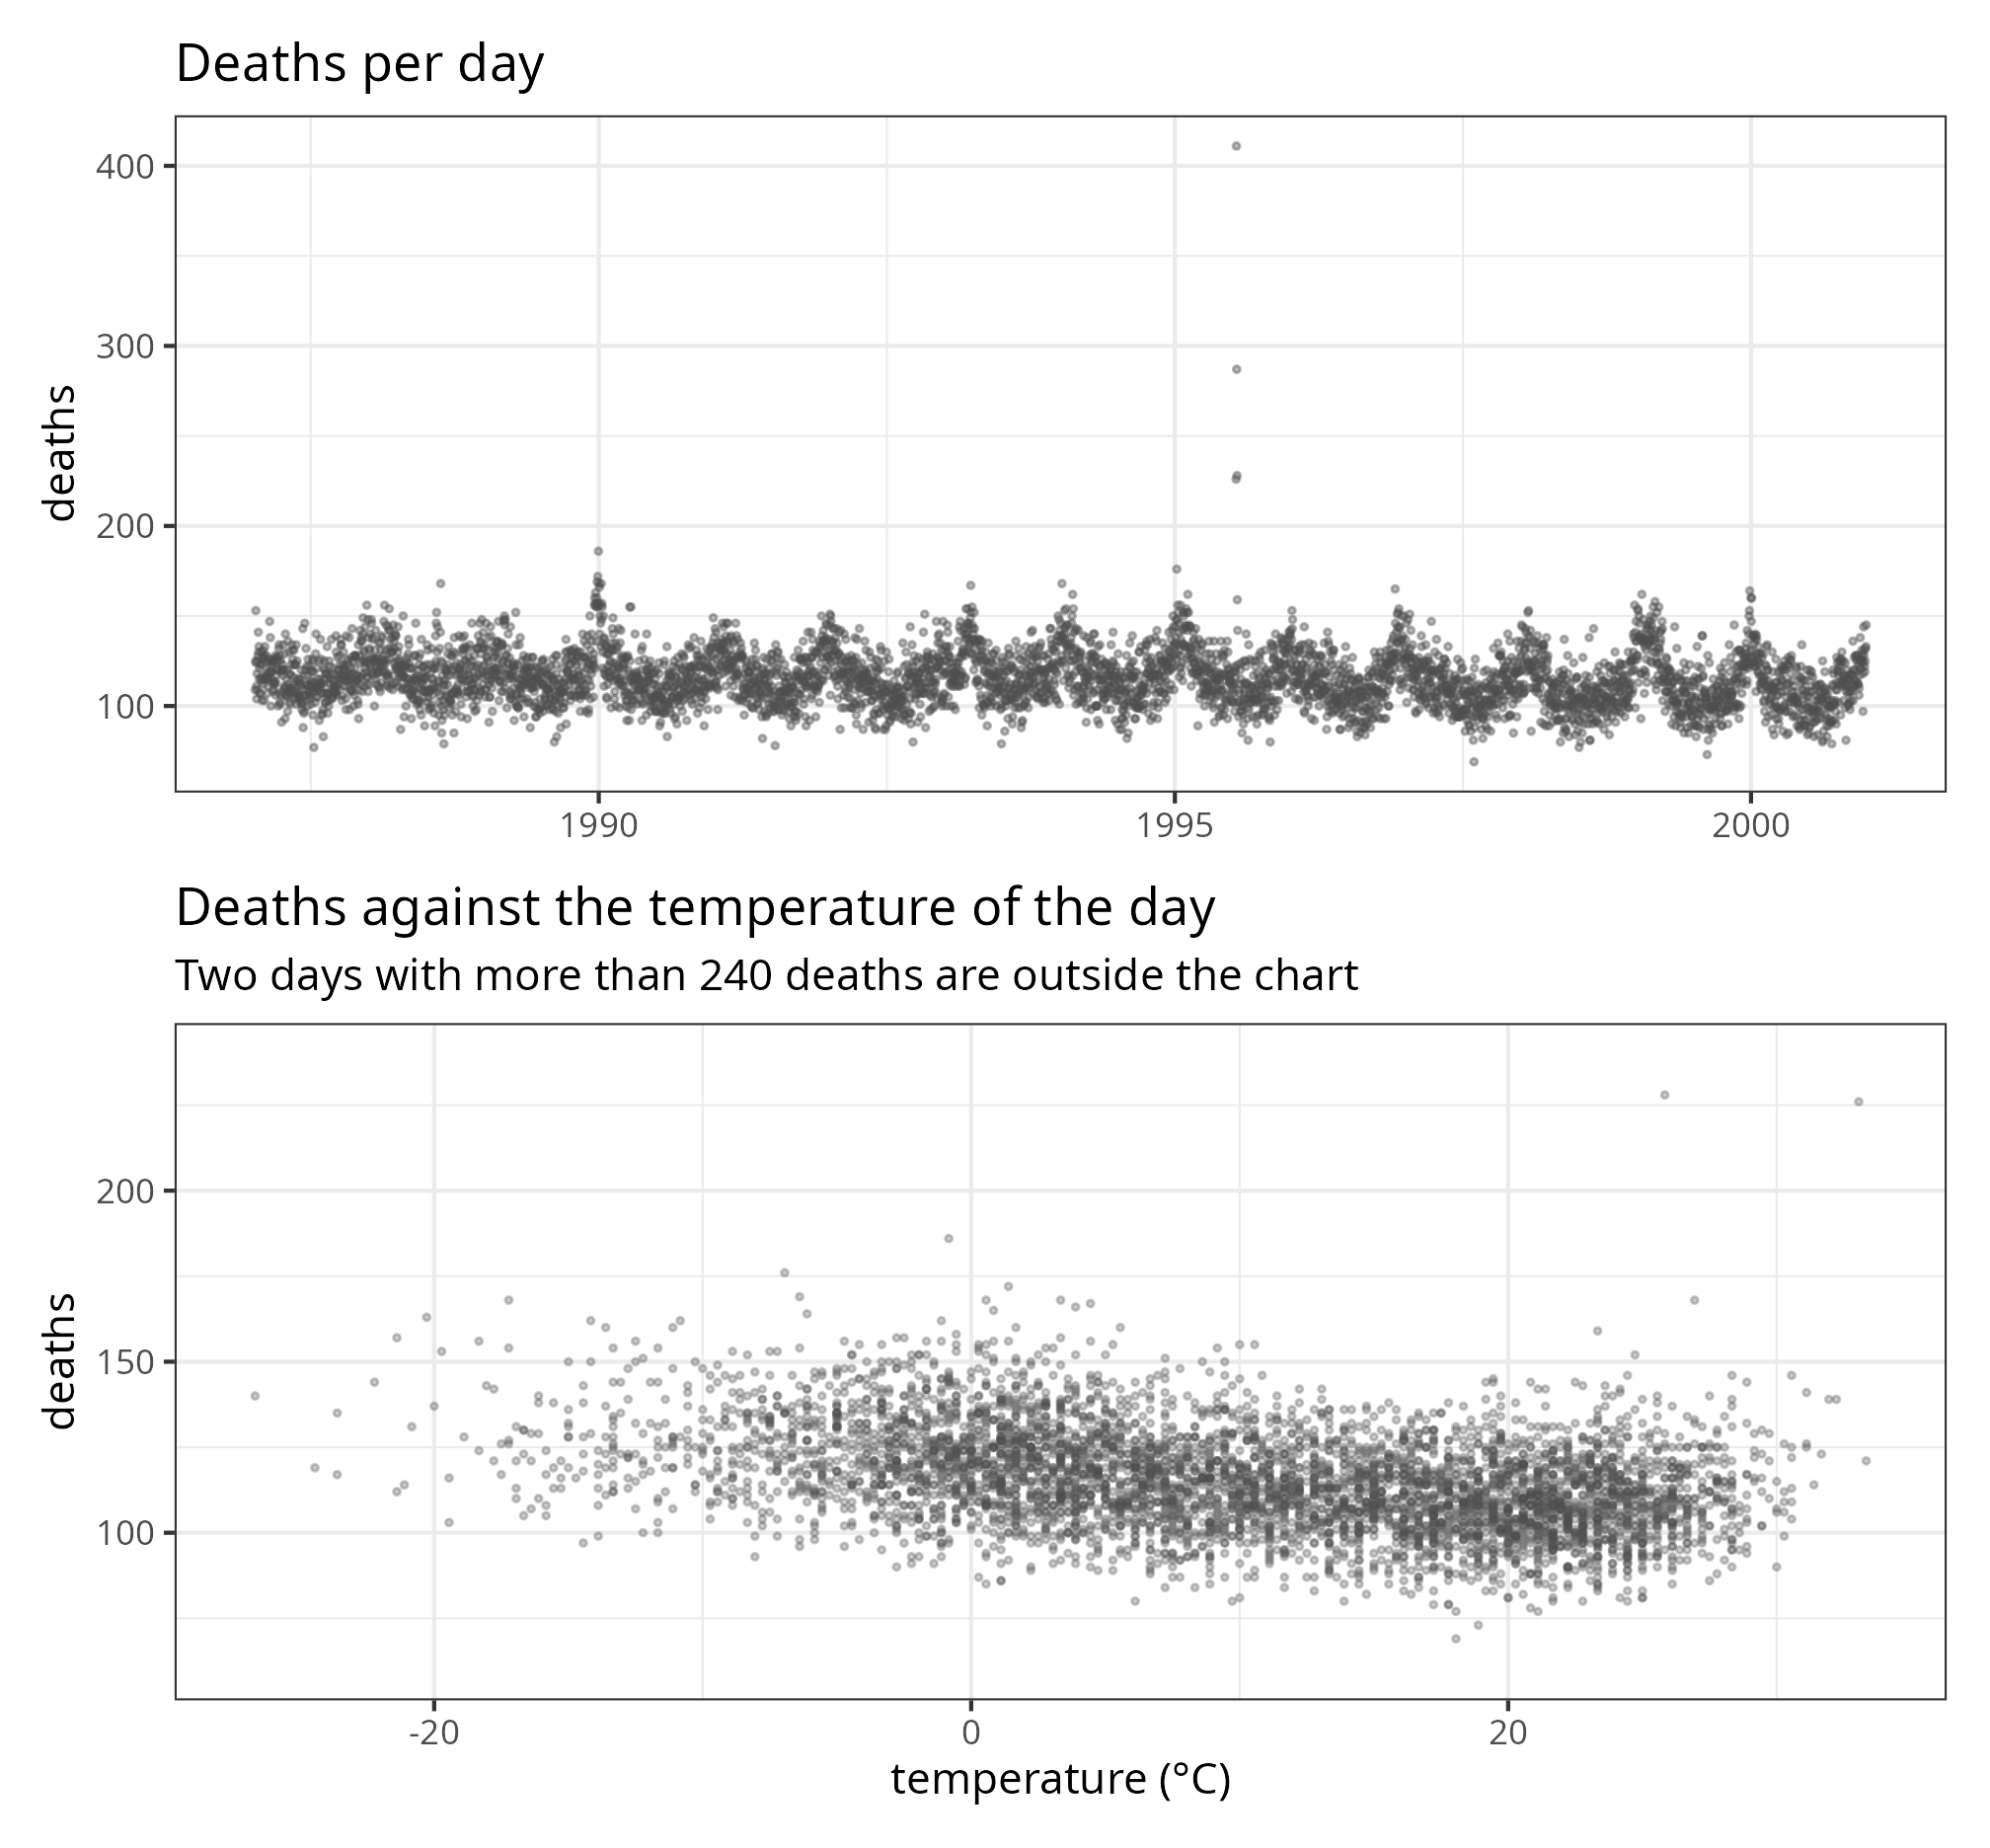 Deaths per day
400
300
200
100
deaths
1990 1995 2000
Deaths against the temperature of the day
Two days with more than 240 deaths are outside the chart
200
150
100
deaths
-20 0 20
temperature (°C)